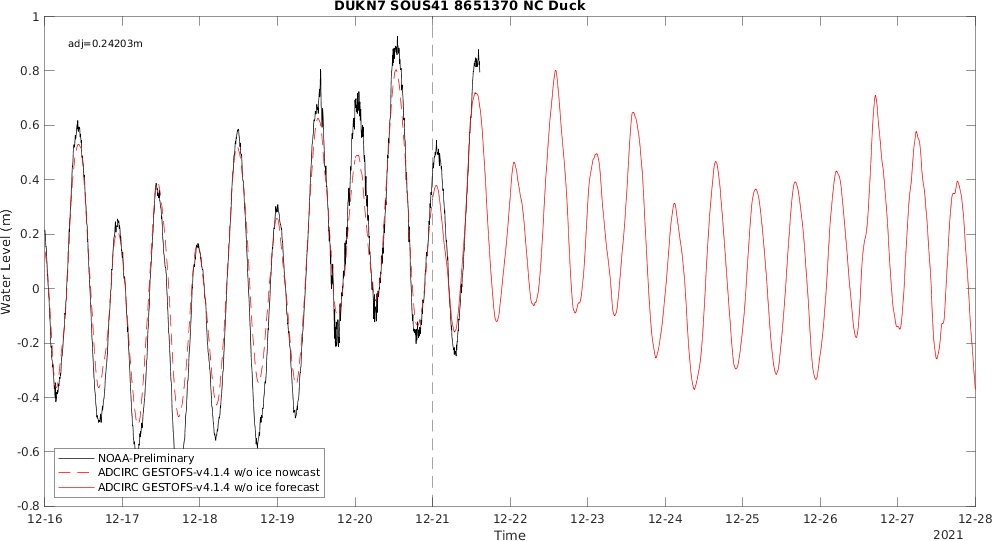 DUKN7 SOUS41 8651370 NC Duck
adj=0.24203m
1
0.8
0.6
0.4
0.2
0
-0.2
-0.4
-0.6
-0.8
Water Level (m)
NOAA-Preliminary
ADCIRC GESTOFS-v4.1.4 w/o ice nowcast
ADCIRC GESTOFS-v4.1.4 w/o ice forecast
12-16 12-17 12-18 12-19 12-20 12-21 12-22 12-23 12-24 12-25 12-26 12-27 12-28
Time
2021